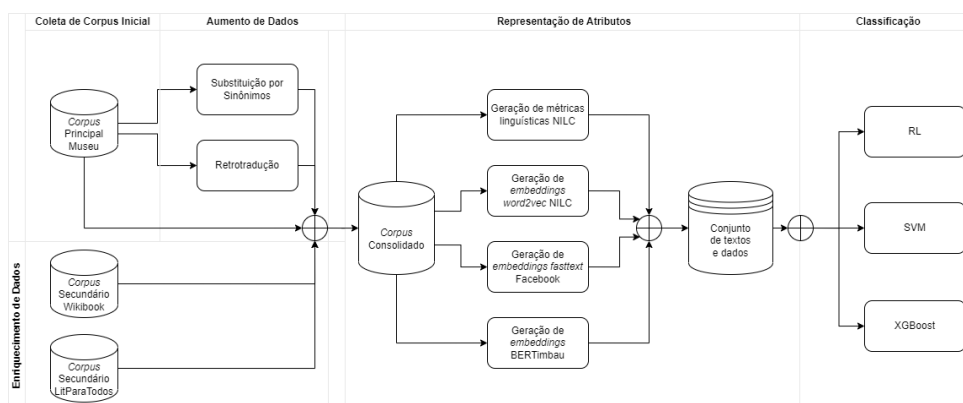 Coleta de Corpus Inicial
Aumento de Dados
Representação de Atributos
Classificação
Corpus
Principal
Museu
Substituição por
Sinônimos
Retrotradução
Enriquecimento de Dados
Corpus
Secundário
Wikibook
Corpus
Secundário
LitParaTodos
Corpus
Consolidado
Geração de métricas
linguísticas NILC
Geração de
embeddings
word2vec NILC
Geração de
embeddings fasttext
Facebook
Geração de
embeddings
BERTimbau
Conjunto
de textos
e dados
RL
SVM
XGBoost